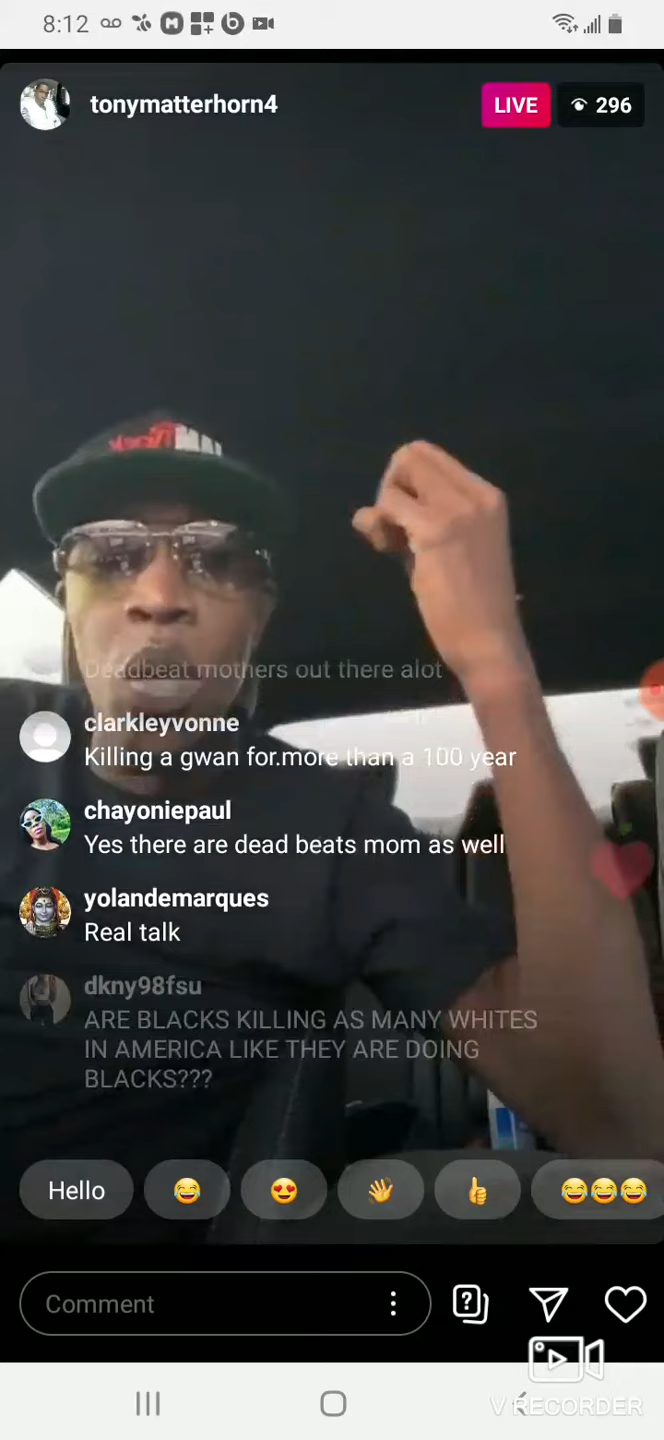 8:12
tonymatterhorn4
LIVE
296
Deadbeat mothers out there alot
clarkleyvonne
Killing a gwan for.more than a 100 year
chayoniepaul
Yes there are dead beats mom as well
yolandemarques
Real talk
dkny98fsu
ARE BLACKS KILLING AS MANY WHITES
IN AMERICA LIKE THEY ARE DOING
BLACKS???
Hello
Comment
V RECORDER